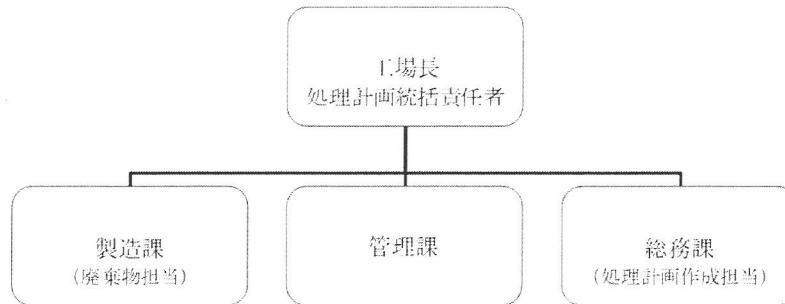 工場長
処理計画統括責任者
製造課
(廃棄物担当)
管理課
総務課
(処理計画作成担当)